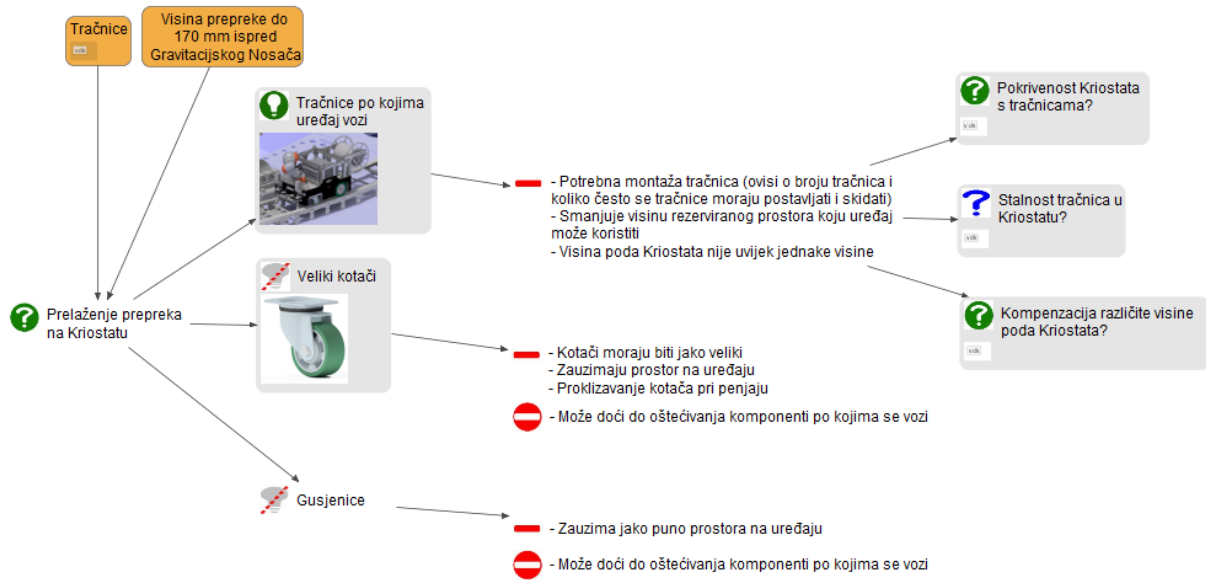 Tračnice
vdk
Visina prepreke do
170 mm ispred
Gravitacijskog Nosača
Tračnice po kojima
uređaj vozi
Pokrivenost Kriostata
s tračnicama?
vdk
- Potrebna montaža tračnica (ovisi o broju tračnica i
koliko često se tračnice moraju postavljati i skidati)
- Smanjuje visinu rezerviranog prostora koju uređaj
može koristiti
- Visina poda Kriostata nije uvijek jednake visine
Stalnost tračnica u
Kriostatu?
vdk
Veliki kotači
Prelaženje prepreka
na Kriostatu
Kompenzacija različite visine
poda Kriostata?
vdk
- Kotači moraju biti jako veliki
- Zauzimaju prostor na uređaju
- Proklizavanje kotača pri penjaju
- Može doći do oštećivanja komponenti po kojima se vozi
Gusjenice
- Zauzima jako puno prostora na uređaju
- Može doći do oštećivanja komponenti po kojima se vozi